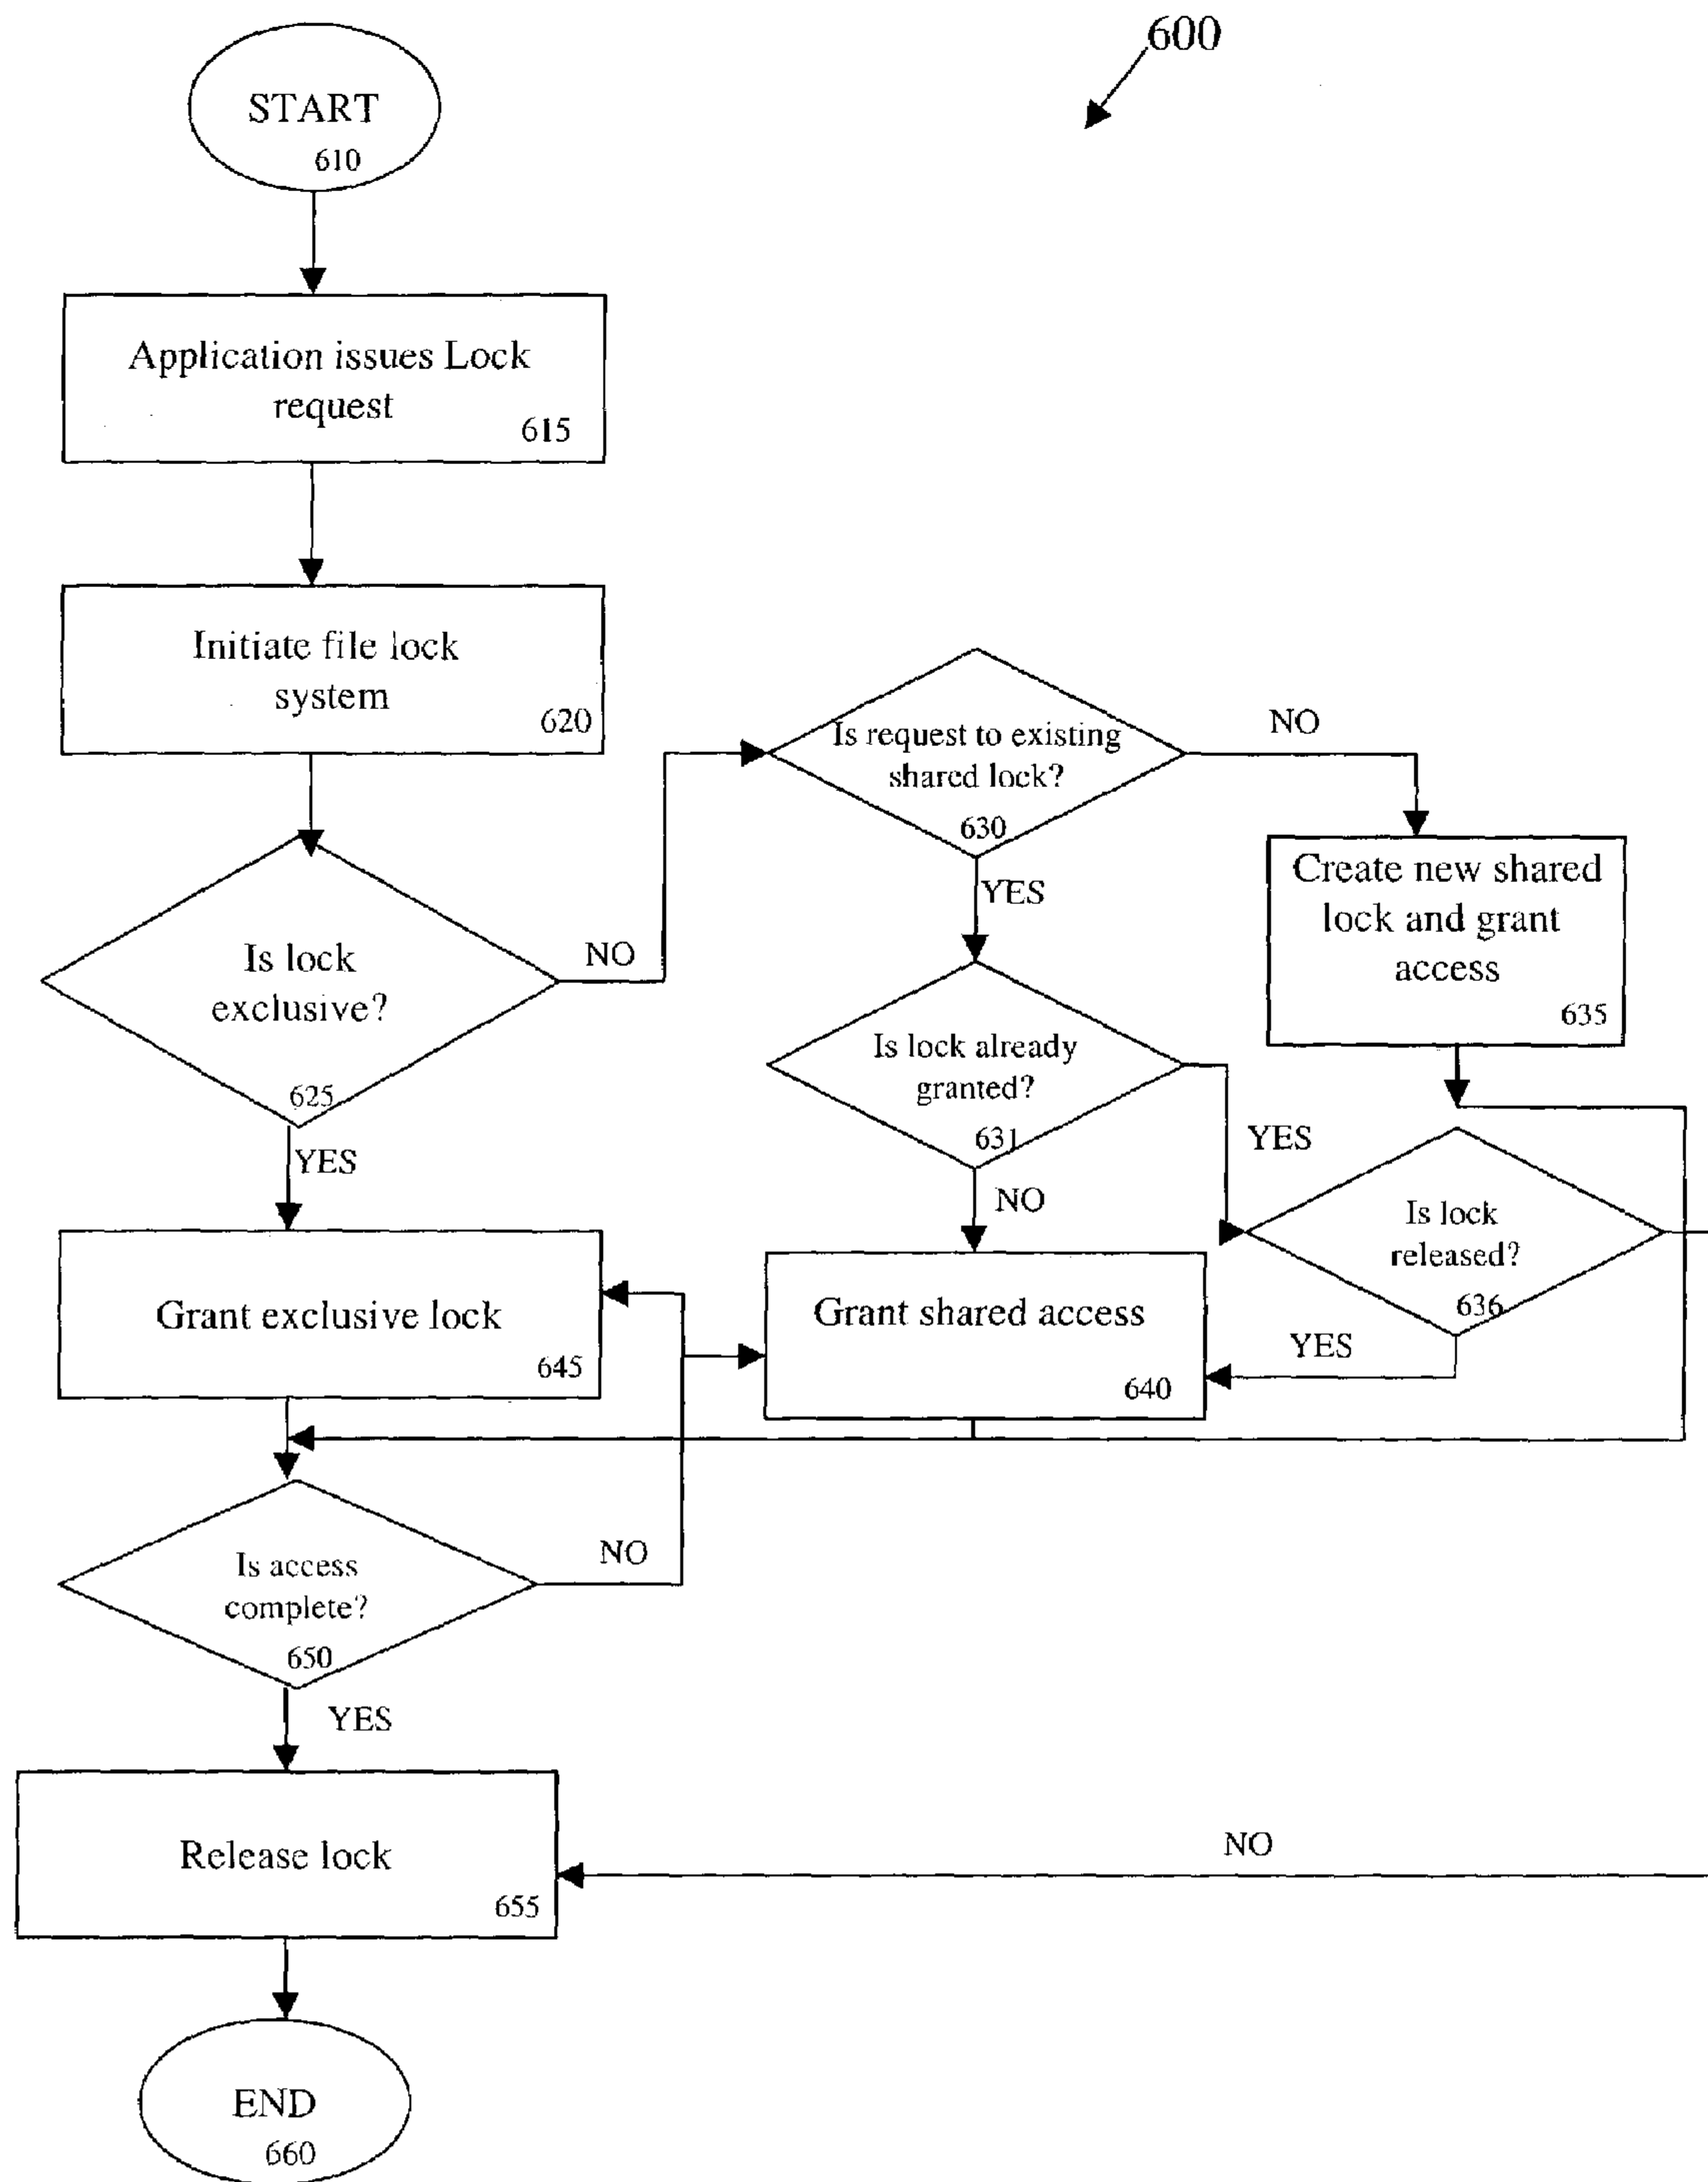 600
START
610
Application issues Lock
request
615
Initiate file lock
system
620
Is lock
exclusive?
625
NO
YES
Is request to existing
shared lock?
630
NO
YES
Create new shared
lock and grant
access
635
Is lock already
granted?
631
YES
NO
Is lock
released?
636
YES
Grant exclusive lock
645
Grant shared access
640
Is access
complete?
650
NO
YES
Release lock
655
NO
END
660